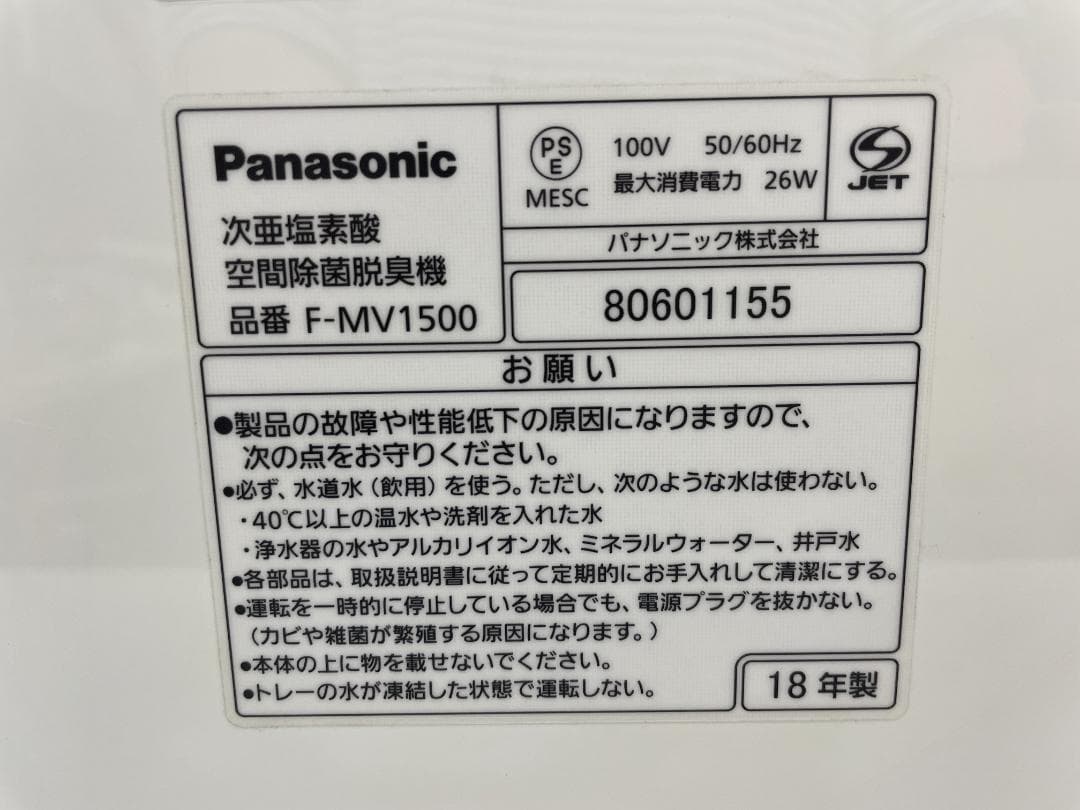 Panasonic
次亜塩素酸
空間除菌脱臭機
品番 F-MV1500
PS
E
MESC
100V 50/60Hz
最大消費電力 26W
JET
パナソニック株式会社
80601155
お願い
●製品の故障や性能低下の原因になりますので、
次の点をお守りください。
●必ず、水道水（飲用）を使う。ただし、次のような水は使わない。
・40℃以上の温水や洗剤を入れた水
・浄水器の水やアルカリイオン水、ミネラルウォーター、井戸水
●各部品は、取扱説明書に従って定期的にお手入れして清潔にする。
●運転を一時的に停止している場合でも、電源プラグを抜かない。
（カビや雑菌が繁殖する原因になります。）
●本体の上に物を載せないでください。
●トレーの水が凍結した状態で運転しない。
18年製